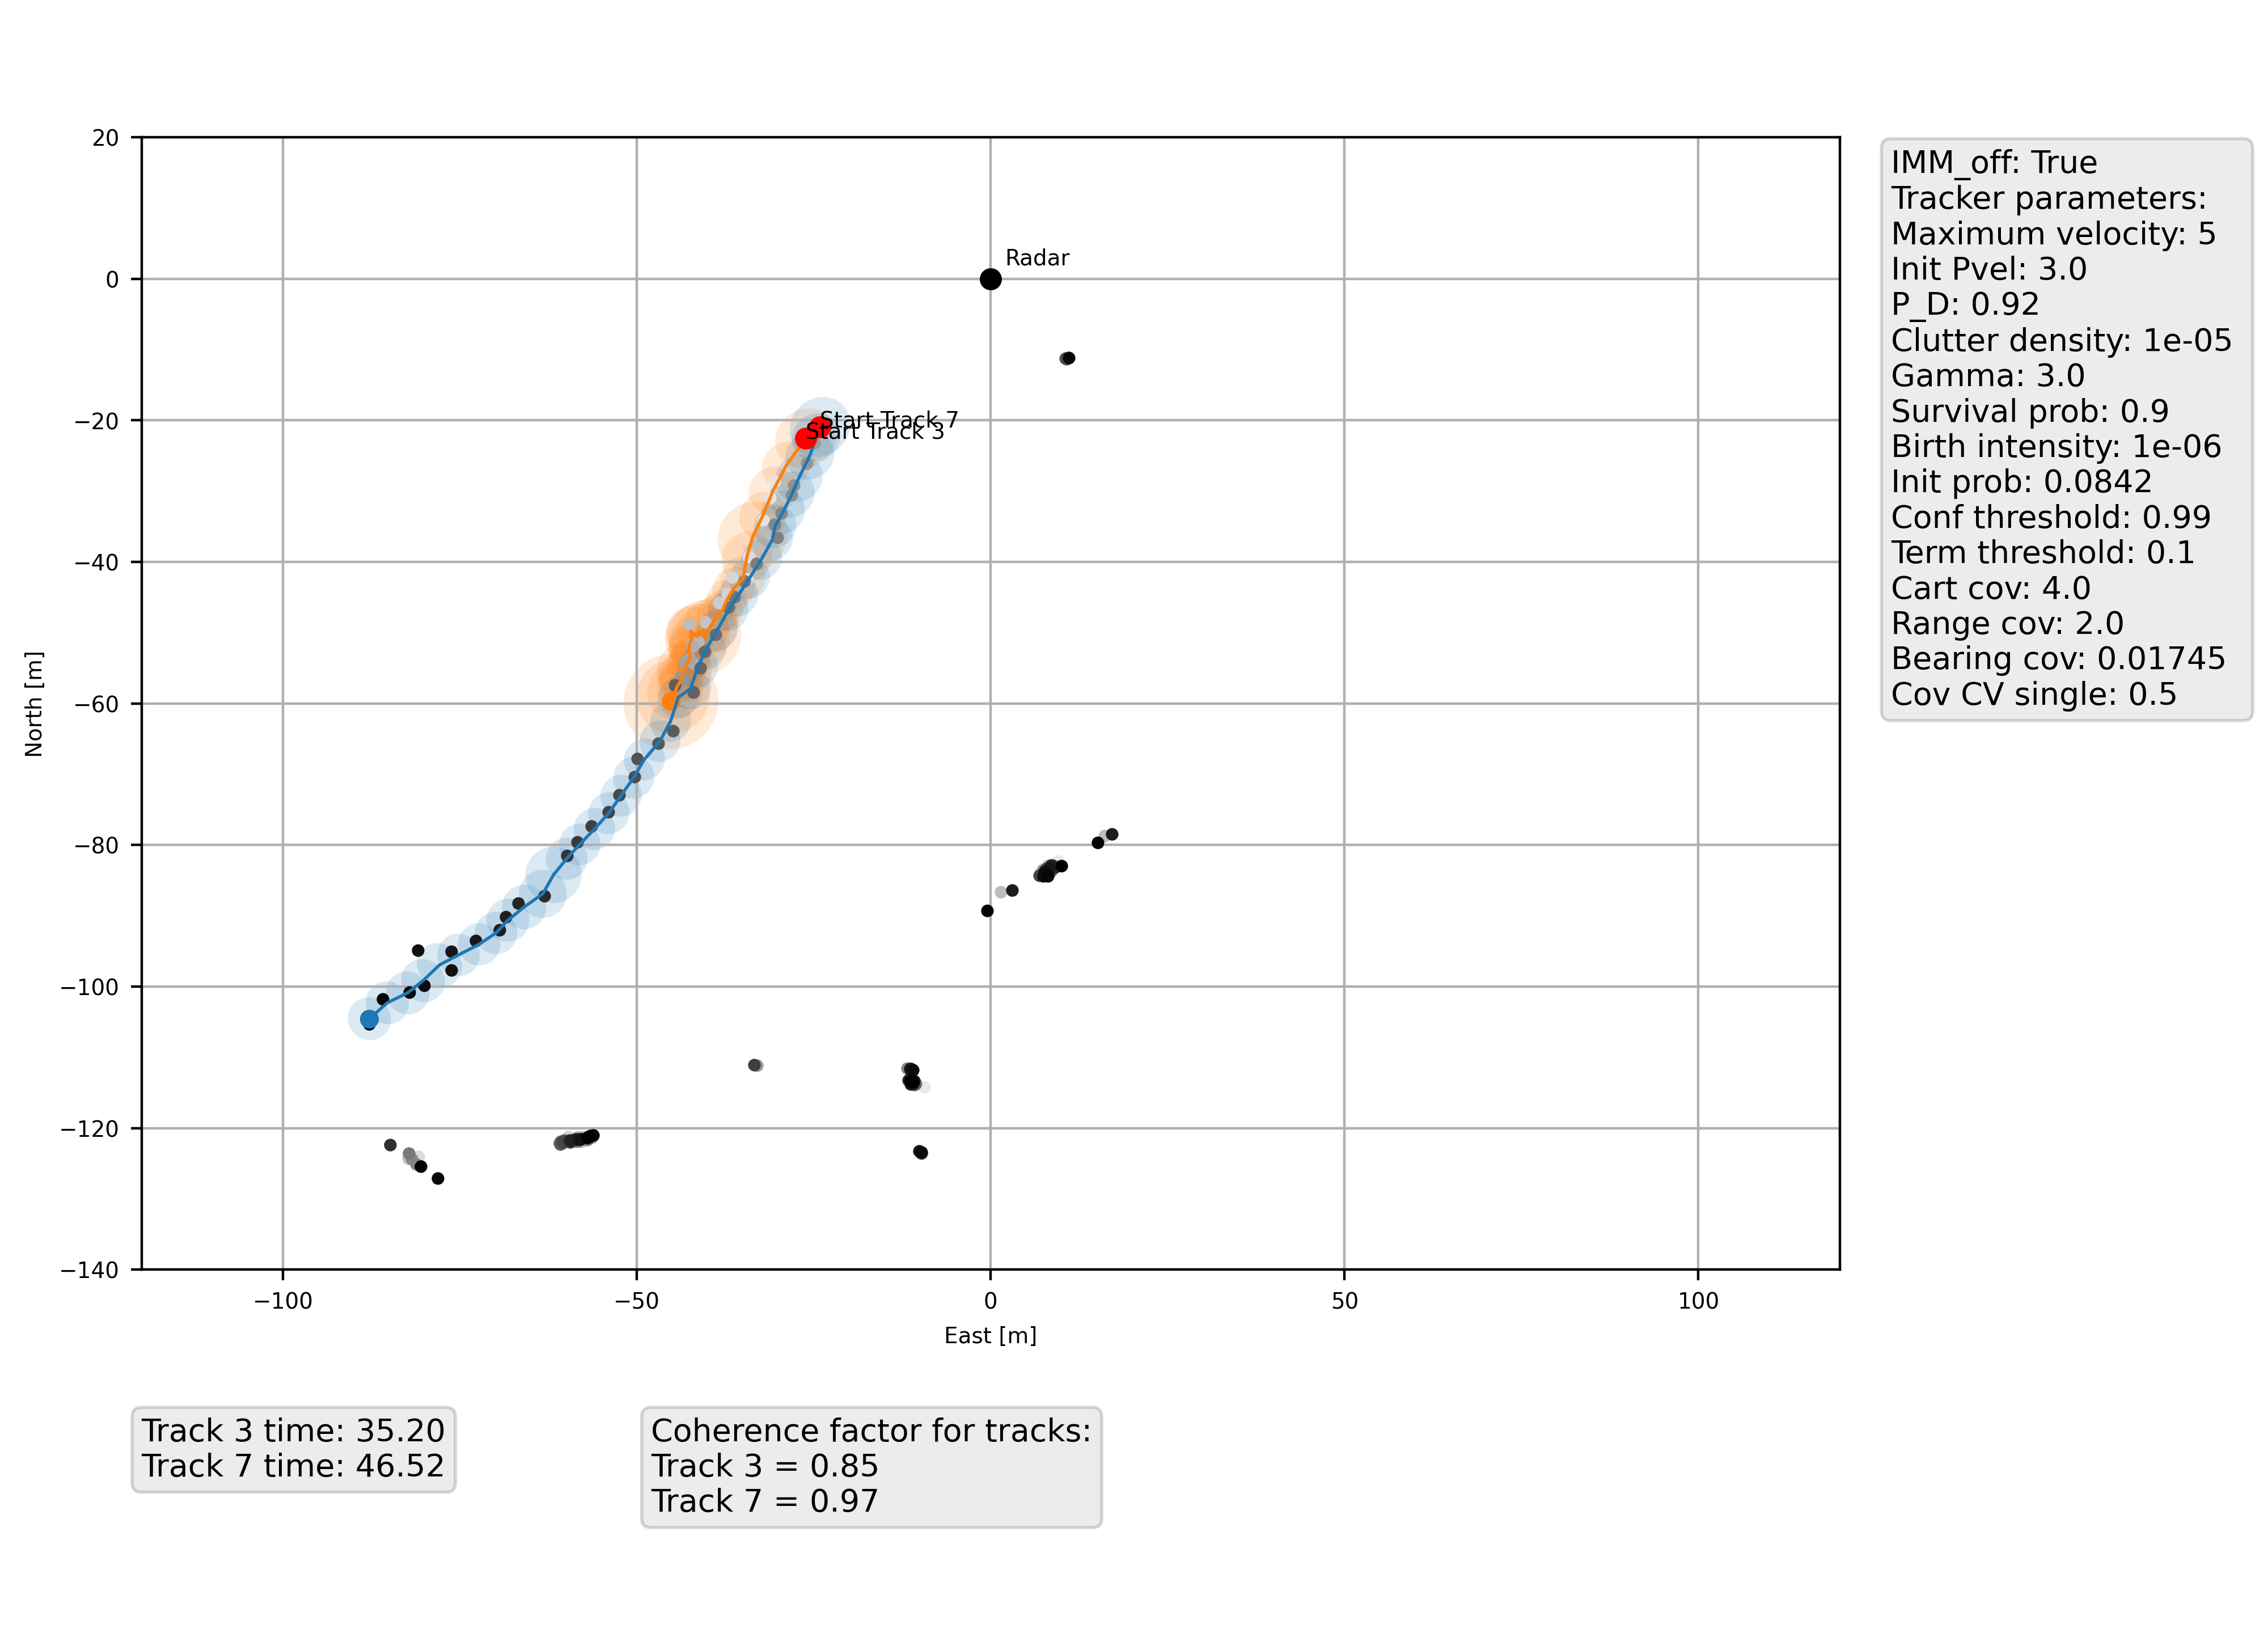 20
0
−20
−40
−60
−80
−100
−120
−140
North [m]
−100
−50
0
50
100
East [m]
Radar
Start Track 7
Start Track 3
IMM_off: True
Tracker parameters:
Maximum velocity: 5
Init Pvel: 3.0
P_D: 0.92
Clutter density: 1e-05
Gamma: 3.0
Survival prob: 0.9
Birth intensity: 1e-06
Init prob: 0.0842
Conf threshold: 0.99
Term threshold: 0.1
Cart cov: 4.0
Range cov: 2.0
Bearing cov: 0.01745
Cov CV single: 0.5
Track 3 time: 35.20
Track 7 time: 46.52
Coherence factor for tracks:
Track 3 = 0.85
Track 7 = 0.97